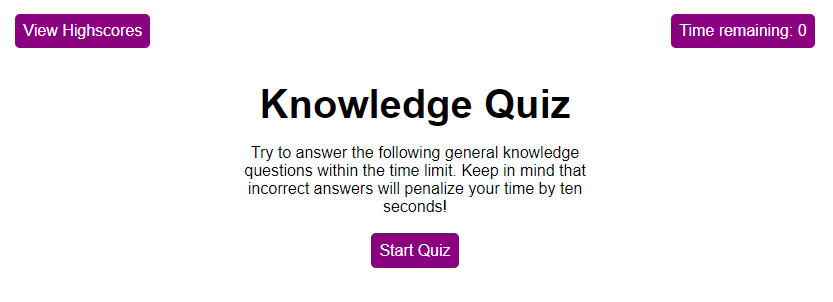 View Highscores
Time remaining: 0
Knowledge Quiz
Try to answer the following general knowledge
questions within the time limit. Keep in mind that
incorrect answers will penalize your time by ten
seconds!
Start Quiz